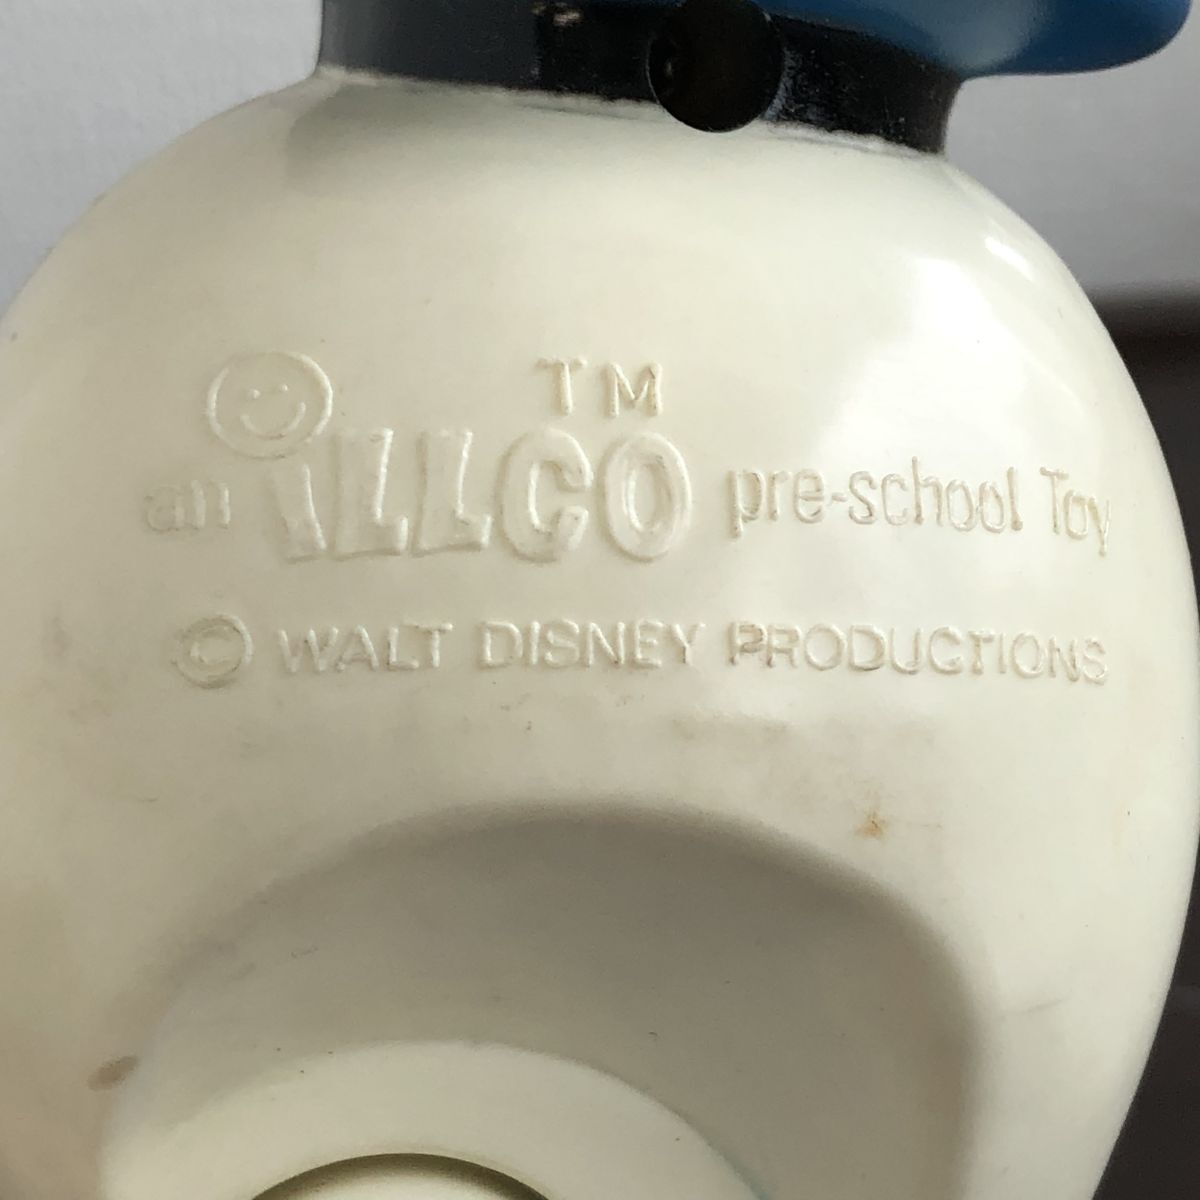 TM
an ILLCO pre-school Toy
© WALT DISNEY PRODUCTIONS